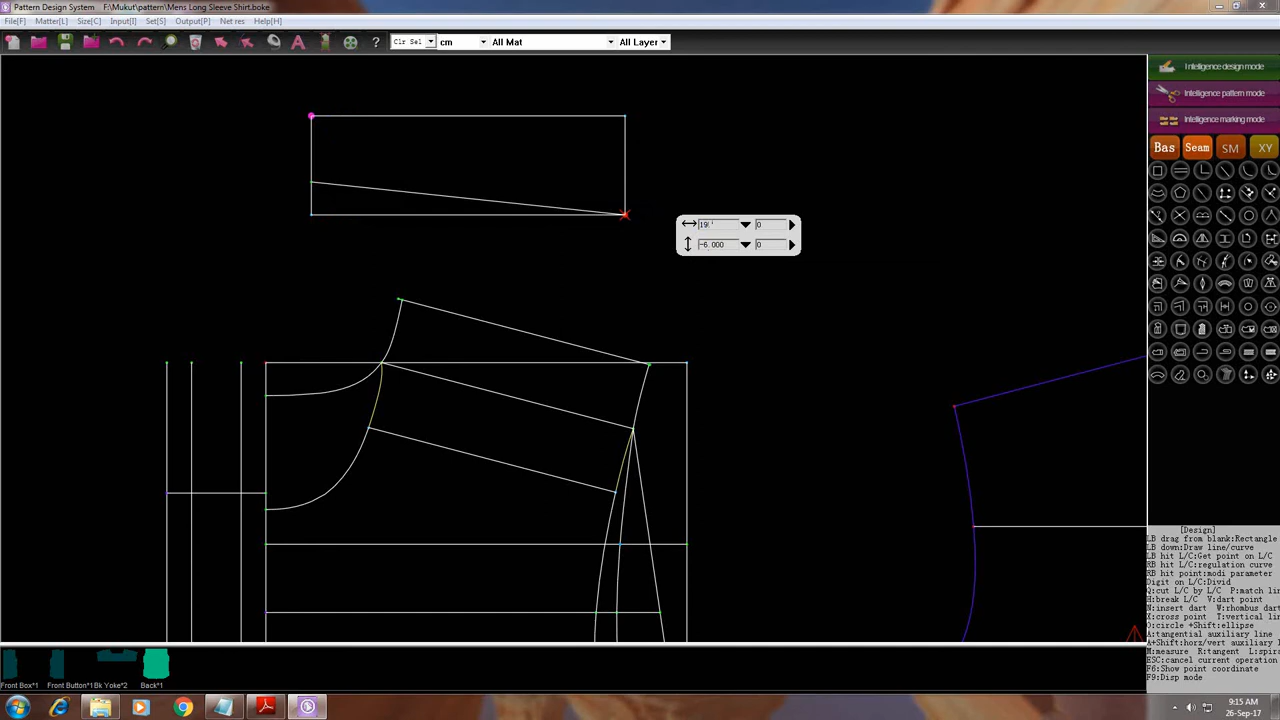 Pattern Design System    F:\Mukut\pattern\Mens Long Sleeve Shirt.boke
File[F] Matter[L] Size[C] Input[I] Set[S] Output[P] Net res Help[H]
A ? Clr Sel cm All Mat All Layer
Intelligence design mode
Intelligence pattern mode
Intelligence marking mode
Bas Seam SM XY
19 0
-6.000 0
[Design]
LB drag from blank:Rectangle
LB down:Draw line/curve
LB hit L/C:Get point on L/C
RB hit L/C:regulation curve
RB hit point:modi parameter
Digit on L/C:Divid
Q:cut L/C by L/C P:match lin
H:break L/C V:dart point
N:insert dart W:rhombus dart
X:cross point T:vertical lin
O:circle +Shift:ellipse
A:tangential auxiliary line
A+Shift:horz/vert auxiliary l
M:measure R:tangent L:spira
ESC:cancel current operation
F6:Show point coordinate
F9:Disp mode
Front Box*1 Front Button*1 Bk Yoke*2 Back*1
9:15 AM
26-Sep-17